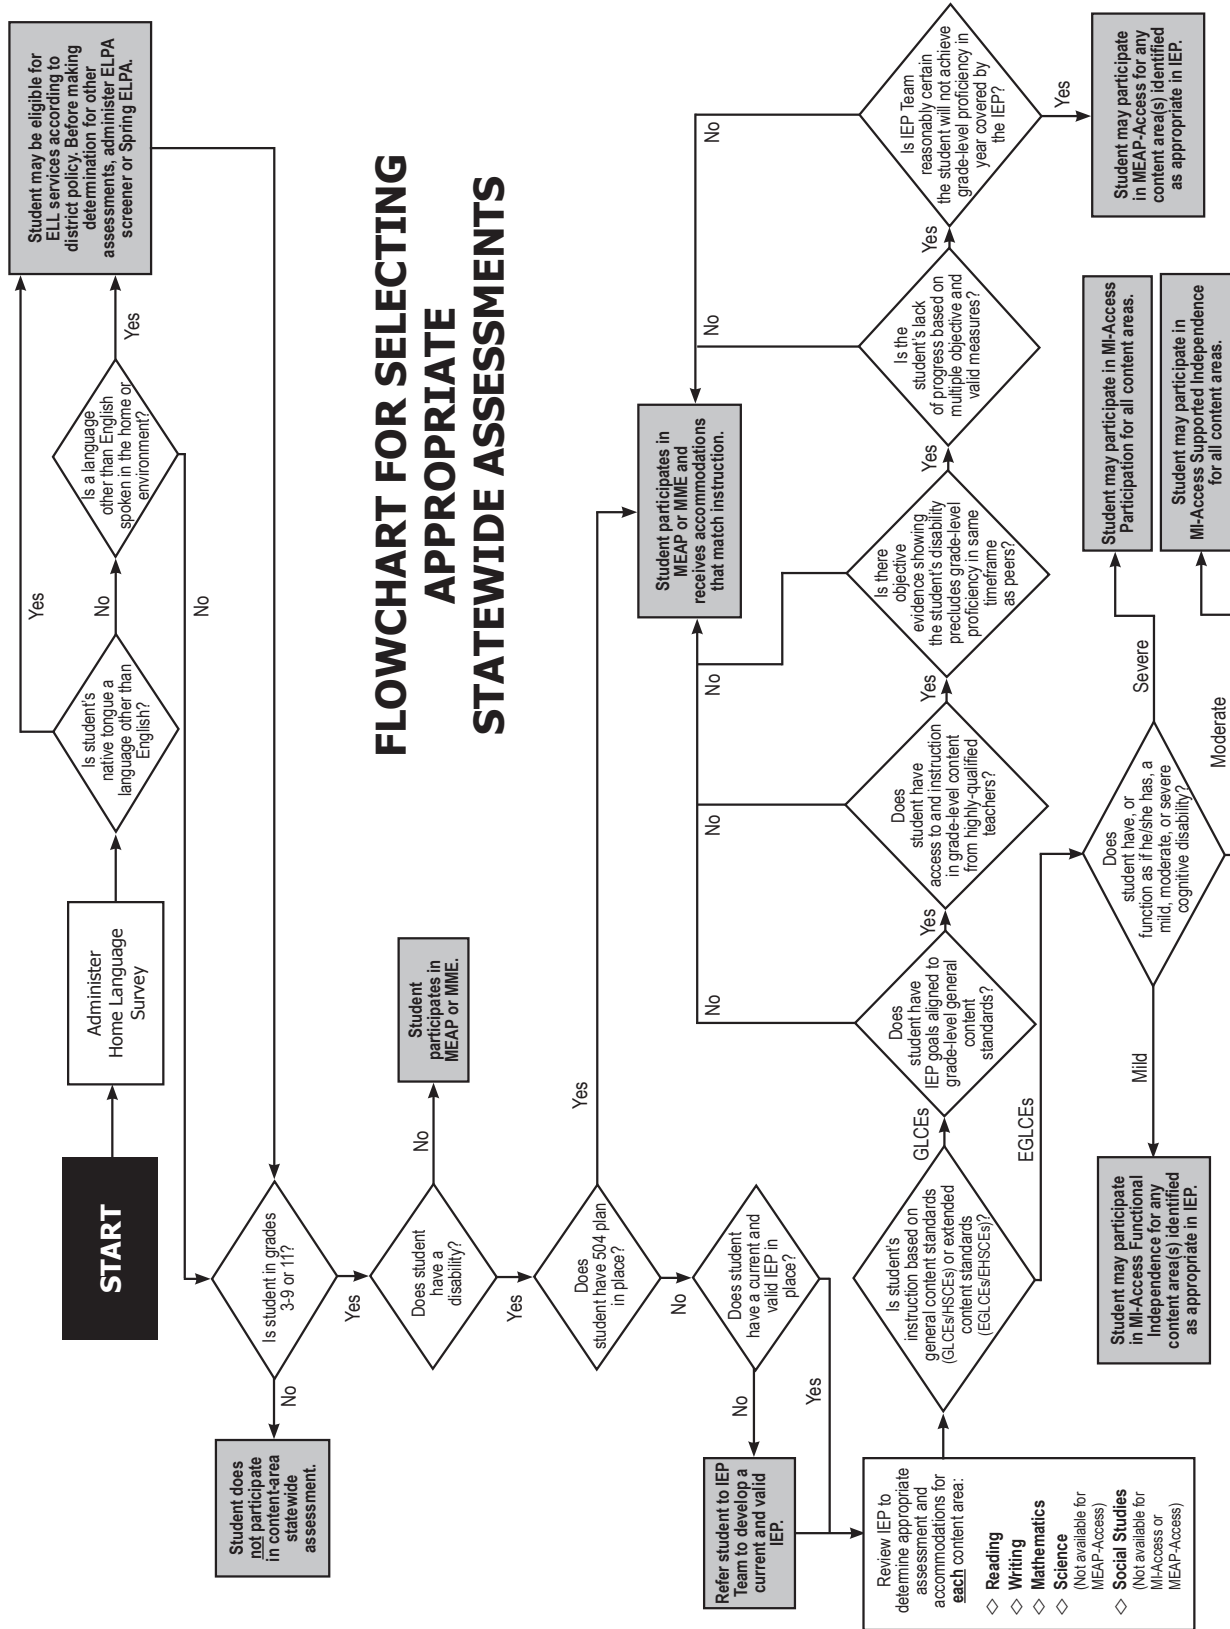 FLOWCHART FOR SELECTING
APPROPRIATE
STATEWIDE ASSESSMENTS
START
Administer
Home Language
Survey
Is student's
native tongue a
language other than
English?
Yes
No
Is a language
other than English
spoken in the home or
environment?
Yes
No
Student may be eligible for
ELL services according to
district policy. Before making
determination for other
assessments, administer ELPA
screener or Spring ELPA.
Is student in grades
3-9 or 11?
No
Yes
Student does
not participate
in content-area
statewide
assessment.
Does student
have a
disability?
No
Yes
Student
participates in
MEAP or MME.
Does
student have 504 plan
in place?
Yes
No
Student participates in
MEAP or MME and
receives accommodations
that match instruction.
Does student
have a current and
valid IEP in
place?
No
Yes
Refer student to IEP
Team to develop a
current and valid
IEP.
Review IEP to
determine appropriate
assessment and
accommodations for
each content area:
◇ Reading
◇ Writing
◇ Mathematics
◇ Science
(Not available for
MEAP-Access)
◇ Social Studies
(Not available for
MI-Access or
MEAP-Access)
Is student's
instruction based on
general content standards
(GLCEs/HSCEs) or extended
content standards
(EGLCEs/EHSCEs)?
GLCEs
EGLCEs
Does
student have
IEP goals aligned to
grade-level general
content
standards?
No
Yes
Does
student have
access to and instruction
in grade-level content
from highly-qualified
teachers?
No
Yes
Is there
objective
evidence showing
the student's disability
precludes grade-level
proficiency in same
timeframe
as peers?
No
Yes
Is the
student's lack
of progress based on
multiple objective and
valid measures?
No
Yes
Is IEP Team
reasonably certain
the student will not achieve
grade-level proficiency in
year covered by
the IEP?
No
Yes
Student may participate
in MEAP-Access for any
content area(s) identified
as appropriate in IEP.
Does
student have, or
function as if he/she has, a
mild, moderate, or severe
cognitive disability?
Mild
Severe
Moderate
Student may participate
in MI-Access Functional
Independence for any
content area(s) identified
as appropriate in IEP.
Student may participate in MI-Access
Participation for all content areas.
Student may participate in
MI-Access Supported Independence
for all content areas.